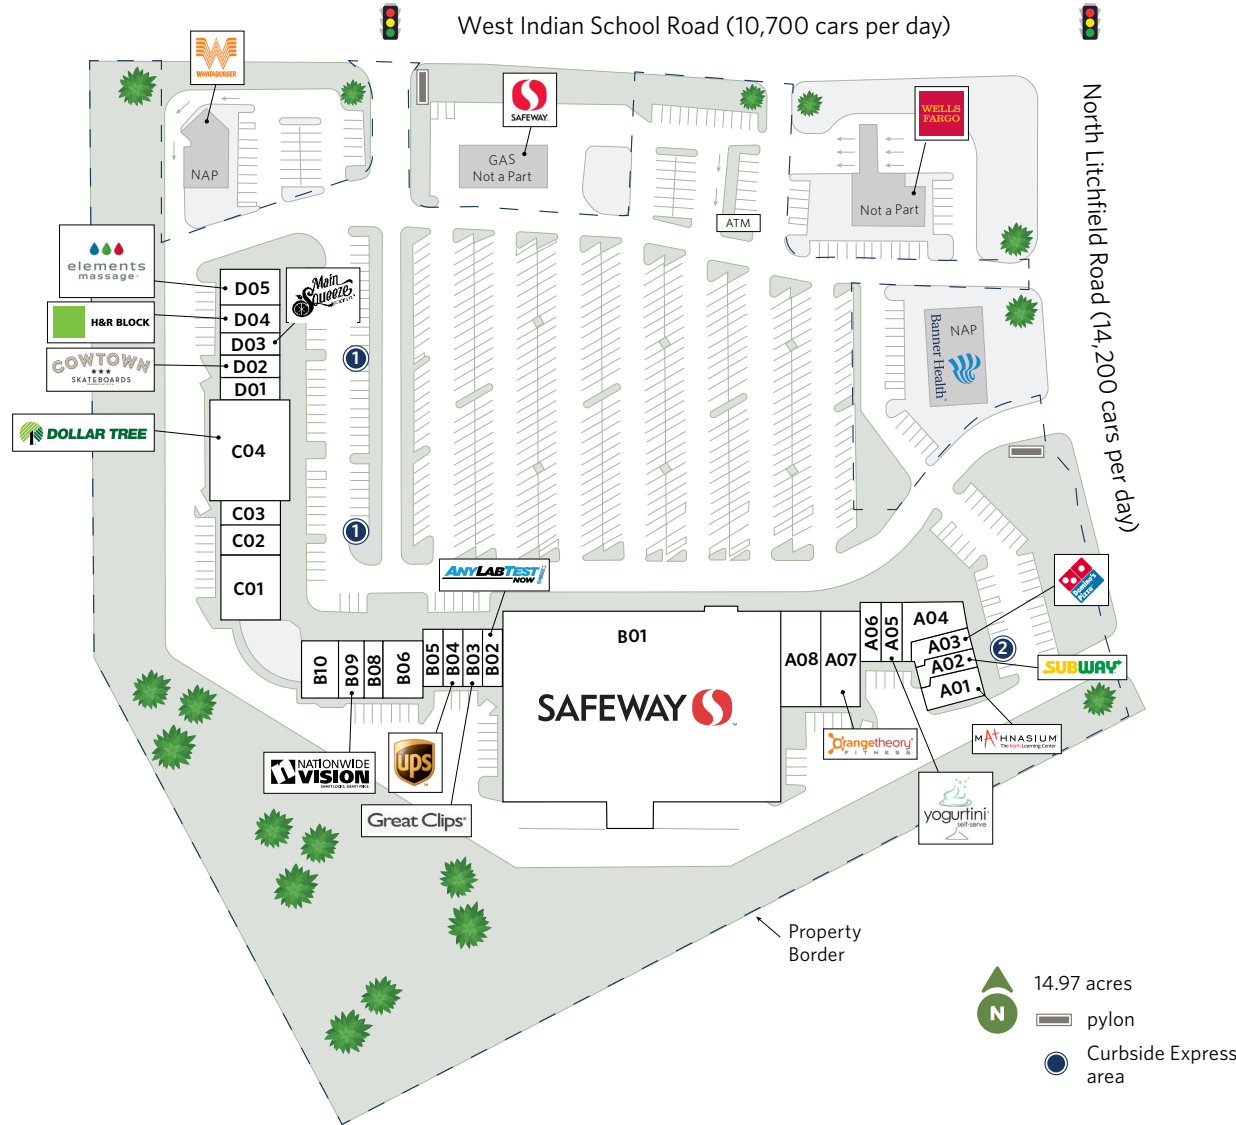 West Indian School Road (10,700 cars per day)
WHATABURGER
SAFEWAY
WELLS
FARGO
North Litchfield Road (14,200 cars per day)
GAS
Not a Part
NAP
Not a Part
ATM
elements
massage
D05
Main
Squeeze
H&R BLOCK
D04
D03
COWTOWN
SKATEBOARDS
D02
D01
NAP
Banner Health
1
DOLLAR TREE
C04
C03
C02
1
C01
ANYLABTEST
NOW
Domino's
Pizza
B01
A06
A05
A04
A03
A02
A01
2
SUBWAY
B10
B09
B08
B06
B05
B04
B03
B02
A08
A07
SAFEWAY
MATHNASIUM
The Math Learning Center
Orangetheory
FITNESS
NATIONWIDE
VISION
ups
Great Clips
yogurtini
self-serve
Property
Border
14.97 acres
N
pylon
Curbside Express
area